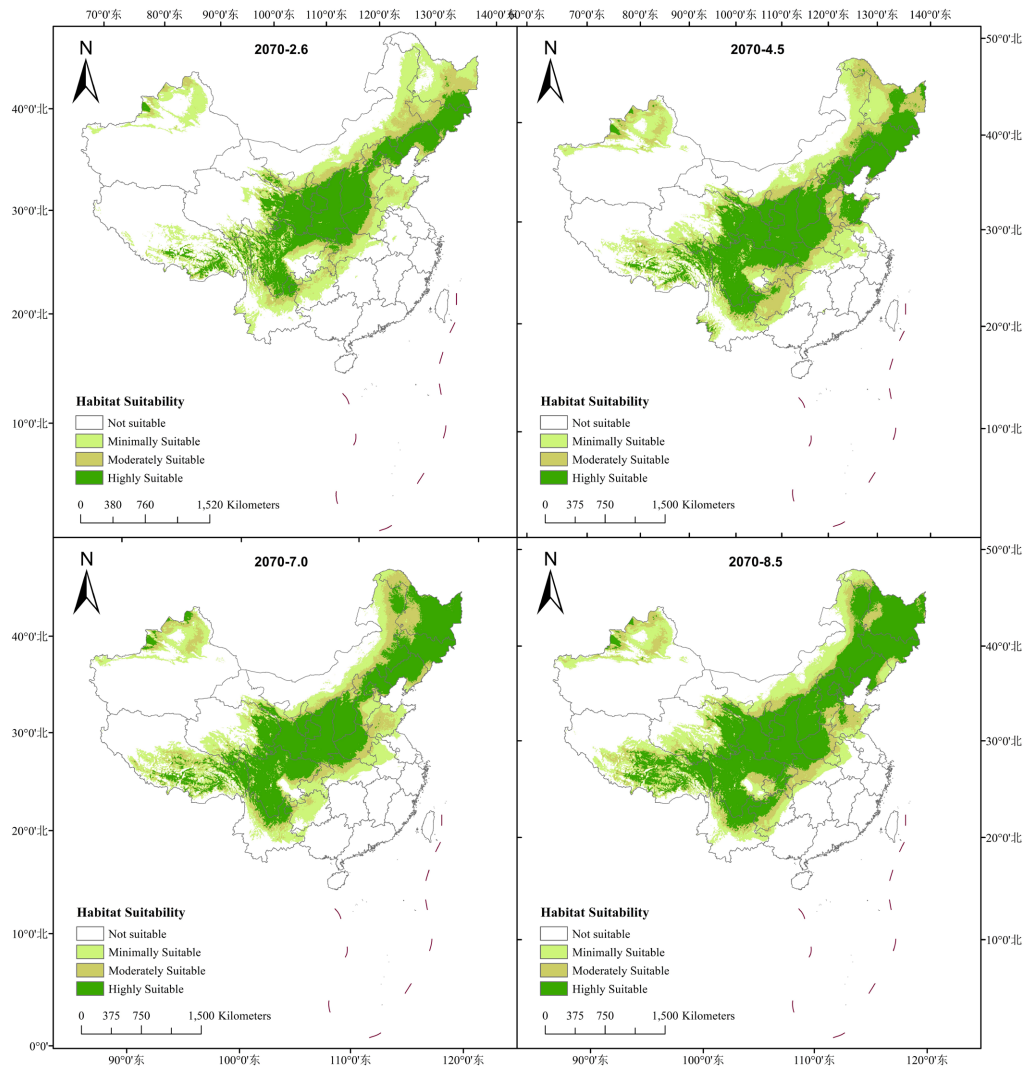 70°0'东 80°0'东 90°0'东 100°0'东 110°0'东 120°0'东 130°0'东 140°0'东
50°0'东 80°0'东 90°0'东 100°0'东 110°0'东 120°0'东 130°0'东 140°0'东
N
2070-2.6
40°0'北
30°0'北
20°0'北
10°0'北
Habitat Suitability
Not suitable
Minimally Suitable
Moderately Suitable
Highly Suitable
0 380 760 1,520 Kilometers
N
2070-4.5
50°0'北
40°0'北
30°0'北
20°0'北
10°0'北
Habitat Suitability
Not suitable
Minimally Suitable
Moderately Suitable
Highly Suitable
0 375 750 1,500 Kilometers
N
2070-7.0
40°0'北
30°0'北
20°0'北
10°0'北
0°0'
Habitat Suitability
Not suitable
Minimally Suitable
Moderately Suitable
Highly Suitable
0 375 750 1,500 Kilometers
N
2070-8.5
50°0'北
40°0'北
30°0'北
20°0'北
10°0'北
Habitat Suitability
Not suitable
Minimally Suitable
Moderately Suitable
Highly Suitable
0 375 750 1,500 Kilometers
90°0'东 100°0'东 110°0'东 120°0'东
90°0'东 100°0'东 110°0'东 120°0'东